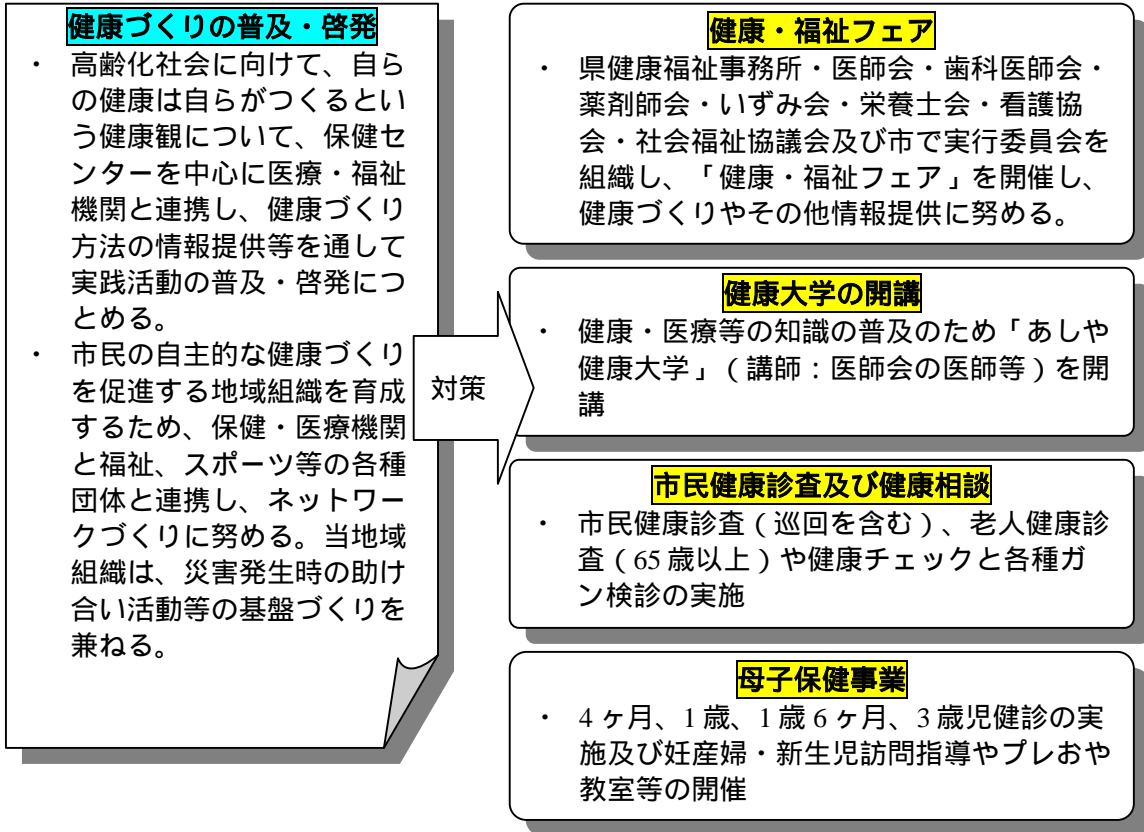 健康づくりの普及・啓発
・ 高齢化社会に向けて、自ら
の健康は自らがつくるとい
う健康観について、保健セ
ンターを中心に医療・福祉
機関と連携し、健康づくり
方法の情報提供等を通して
実践活動の普及・啓発につ
とめる。
・ 市民の自主的な健康づくり
を促進する地域組織を育成
するため、保健・医療機関
と福祉、スポーツ等の各種
団体と連携し、ネットワー
クづくりに努める。当地域
組織は、災害発生時の助け
合い活動等の基盤づくりを
兼ねる。
対策
健康・福祉フェア
・ 県健康福祉事務所・医師会・歯科医師会・
薬剤師会・いずみ会・栄養士会・看護協
会・社会福祉協議会及び市で実行委員会を
組織し、「健康・福祉フェア」を開催し、
健康づくりやその他情報提供に努める。
健康大学の開講
・ 健康・医療等の知識の普及のため「あしや
健康大学」（講師：医師会の医師等）を開
講
市民健康診査及び健康相談
・ 市民健康診査（巡回を含む）、老人健康診
査（65歳以上）や健康チェックと各種ガ
ン検診の実施
母子保健事業
・ 4ヶ月、1歳、1歳6ヶ月、3歳児健診の実
施及び妊産婦・新生児訪問指導やプレおや
教室等の開催